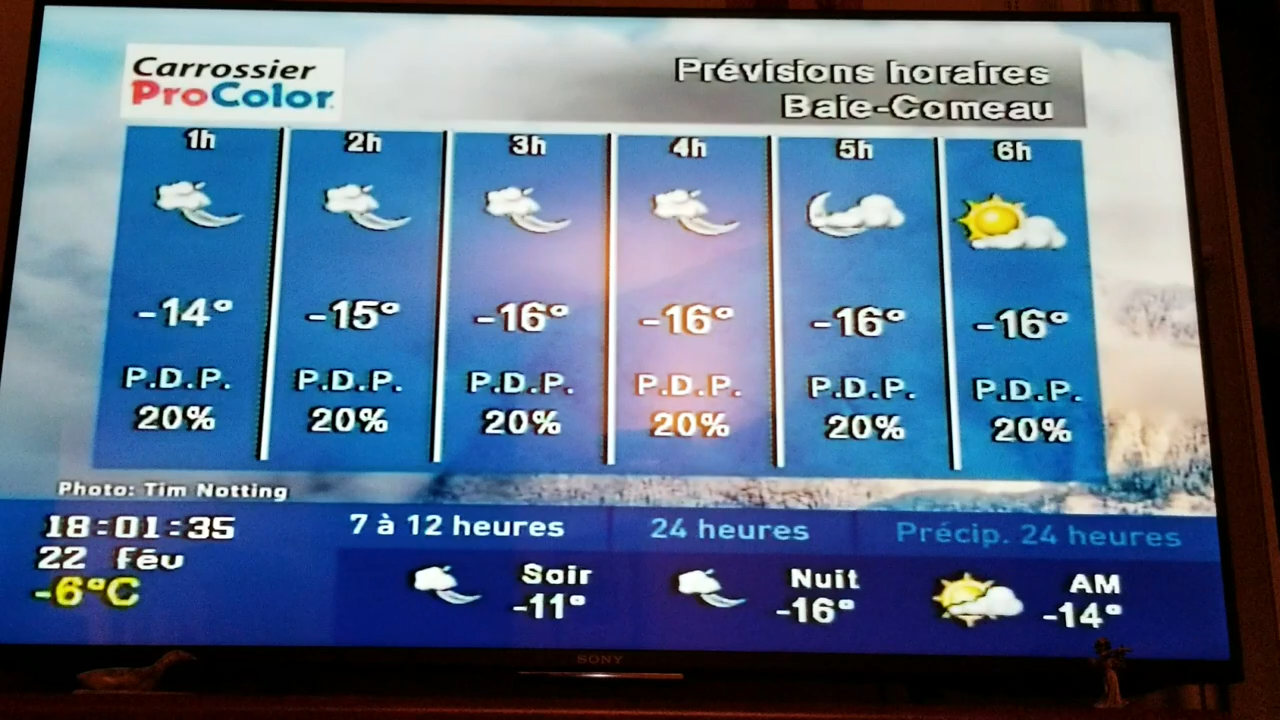 Carrossier
ProColor
Prévisions horaires
Baie-Comeau
1h 2h 3h 4h 5h 6h
-14° -15° -16° -16° -16° -16°
P.D.P. P.D.P. P.D.P. P.D.P. P.D.P. P.D.P.
20% 20% 20% 20% 20% 20%
Photo: Tim Notting
18:01:35
22 Fév
-6°C
7 à 12 heures 24 heures Précip. 24 heures
Soir Nuit AM
-11° -16° -14°
SONY